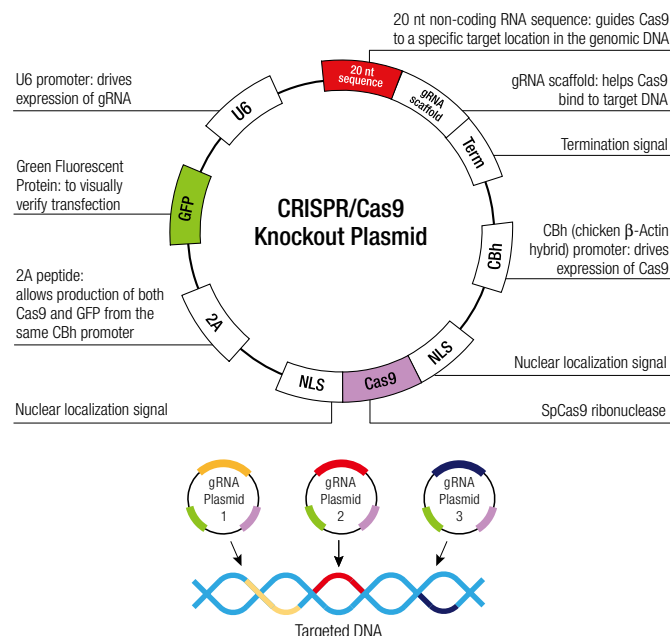 20 nt non-coding RNA sequence: guides Cas9
to a specific target location in the genomic DNA
U6 promoter: drives
expression of gRNA
gRNA scaffold: helps Cas9
bind to target DNA
Termination signal
Green Fluorescent
Protein: to visually
verify transfection
CBh (chicken β-Actin
hybrid) promoter: drives
expression of Cas9
2A peptide:
allows production of both
Cas9 and GFP from the
same CBh promoter
Nuclear localization signal
Nuclear localization signal
SpCas9 ribonuclease
20 nt
sequence
gRNA
scaffold
Term
CBh
NLS
Cas9
NLS
2A
GFP
U6
CRISPR/Cas9
Knockout Plasmid
gRNA
Plasmid
1
gRNA
Plasmid
2
gRNA
Plasmid
3
Targeted DNA